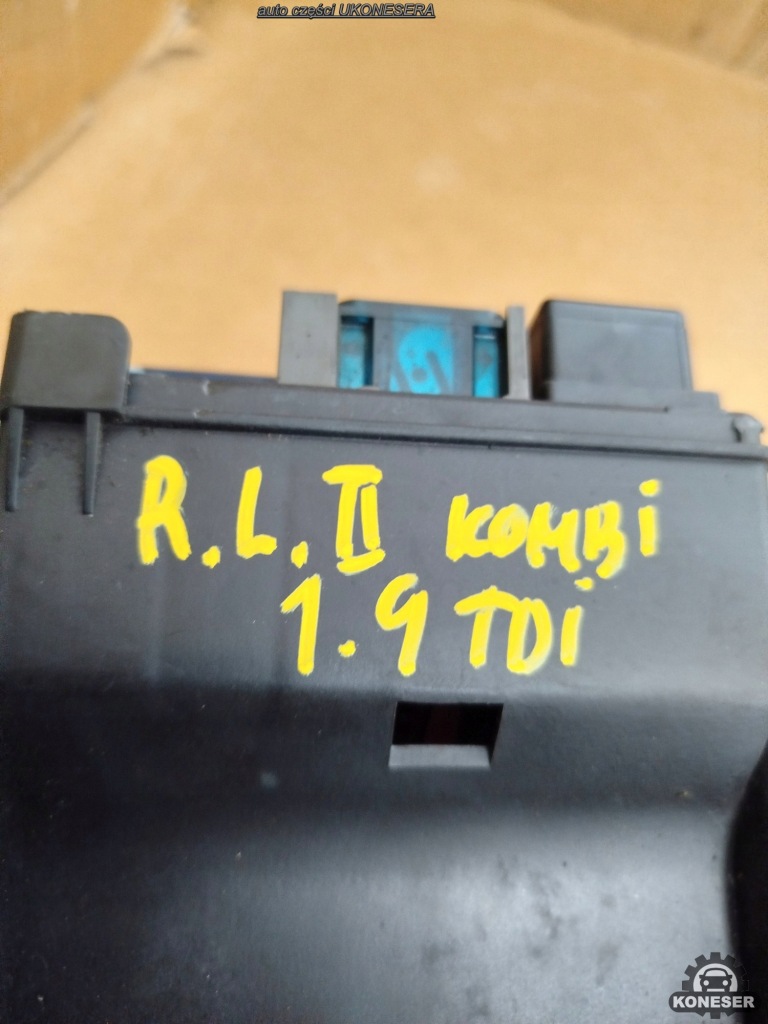 auto części UKONESERA
R.L.II KOMBi
1.9 TDi
KONESER